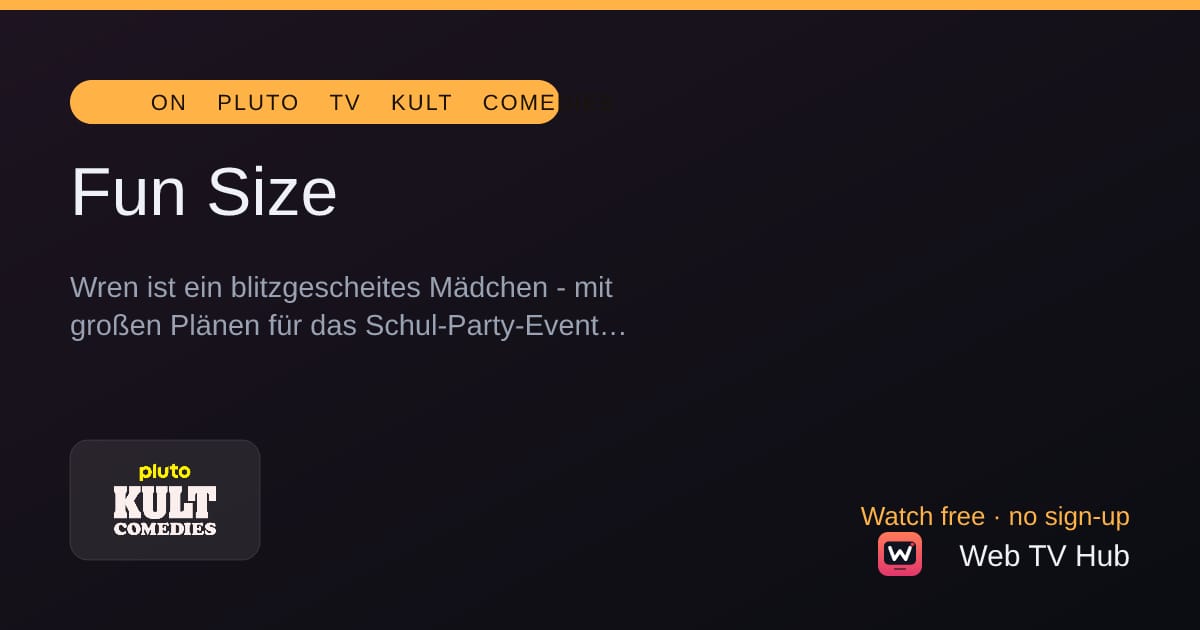 ON PLUTO TV KULT COMEDIES
Fun Size
Wren ist ein blitzgescheites Mädchen - mit
großen Plänen für das Schul-Party-Event…
pluto
KULT
COMEDIES
Watch free · no sign-up
W
Web TV Hub